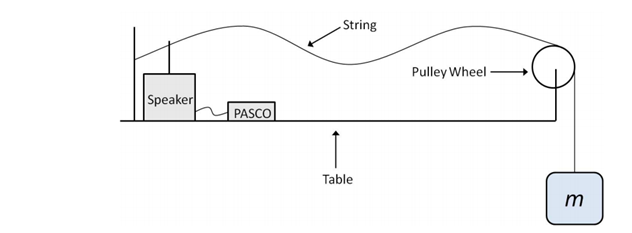 String
Pulley Wheel
Speaker
PASCO
Table
m